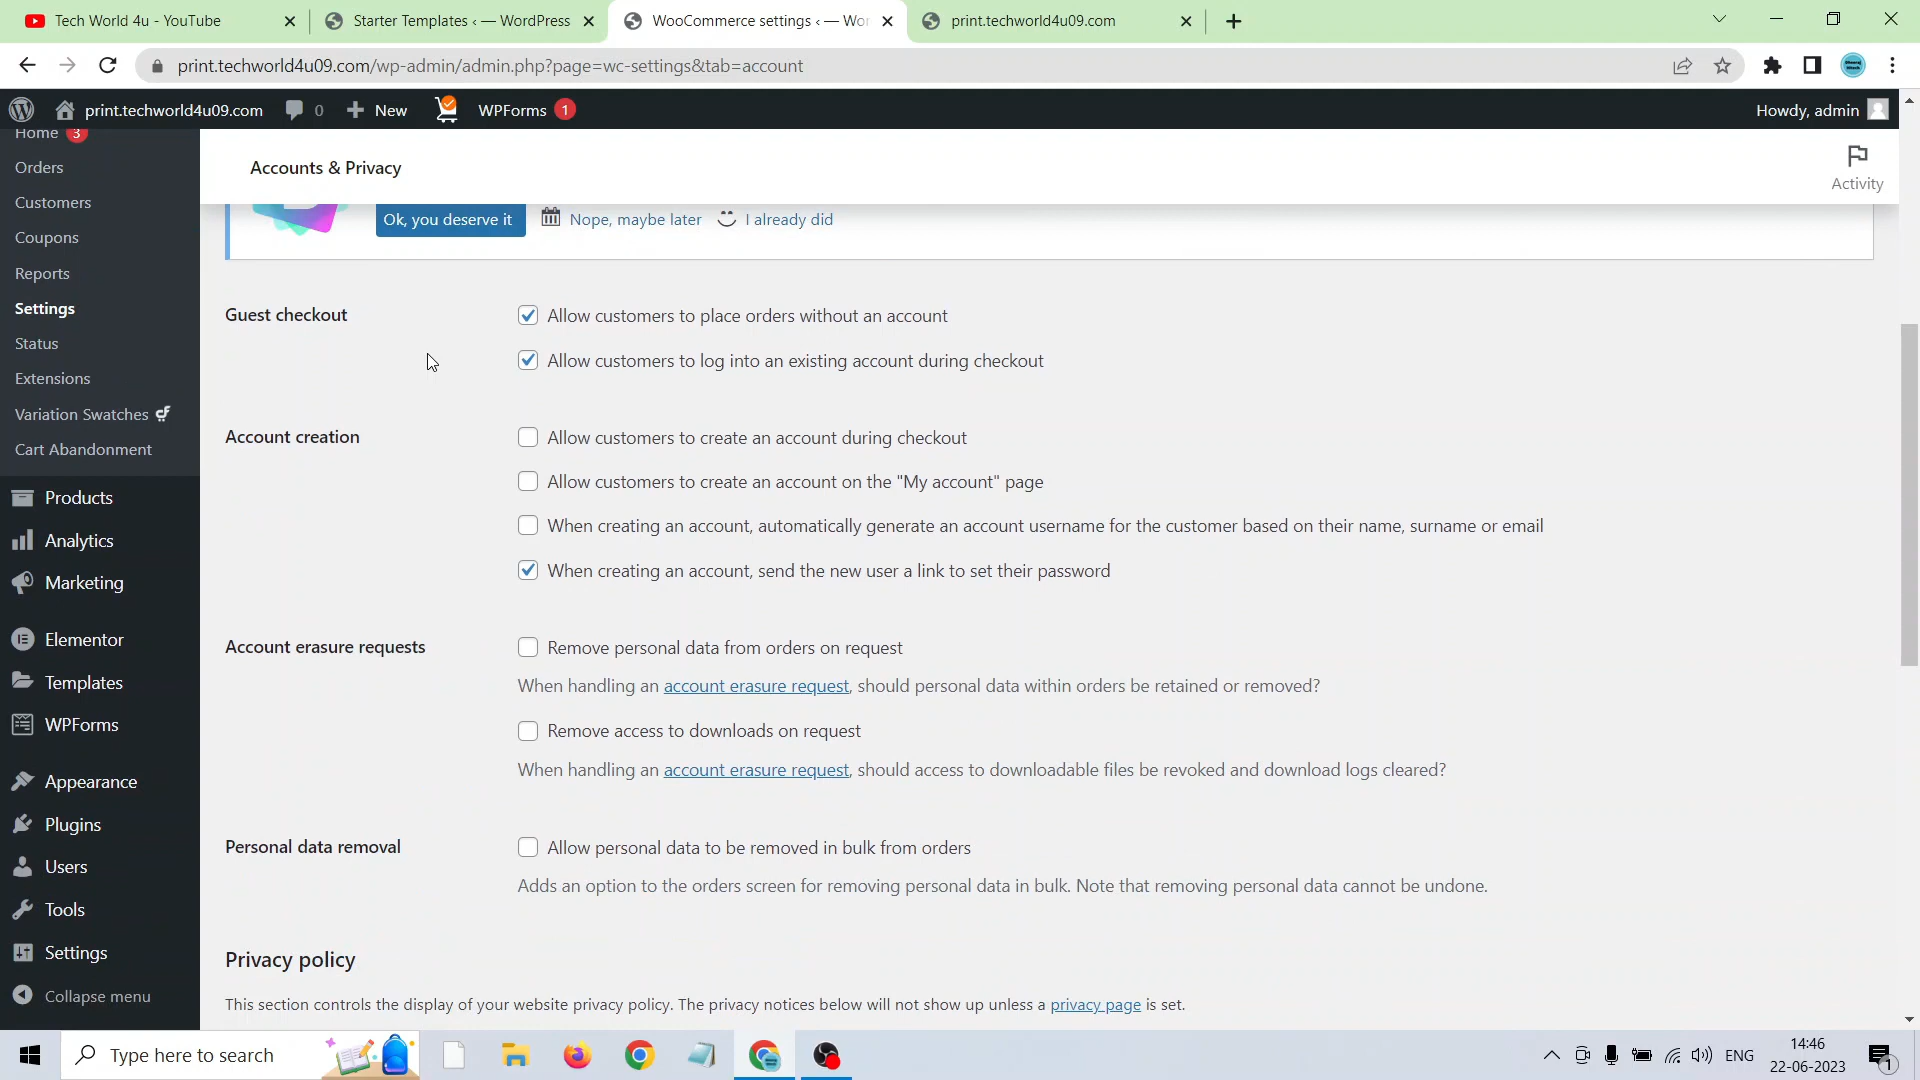 Tech World 4u - YouTube
Starter Templates ‹ — WordPress
WooCommerce settings ‹ — Wor
print.techworld4u09.com
print.techworld4u09.com/wp-admin/admin.php?page=wc-settings&tab=account
print.techworld4u09.com
0
New
WPForms 1
Howdy, admin
Home 3
Orders
Customers
Coupons
Reports
Settings
Status
Extensions
Variation Swatches
Cart Abandonment
Products
Analytics
Marketing
Elementor
Templates
WPForms
Appearance
Plugins
Users
Tools
Settings
Collapse menu
Accounts & Privacy
Activity
Ok, you deserve it
Nope, maybe later
I already did
Guest checkout
Allow customers to place orders without an account
Allow customers to log into an existing account during checkout
Account creation
Allow customers to create an account during checkout
Allow customers to create an account on the "My account" page
When creating an account, automatically generate an account username for the customer based on their name, surname or email
When creating an account, send the new user a link to set their password
Account erasure requests
Remove personal data from orders on request
When handling an account erasure request, should personal data within orders be retained or removed?
Remove access to downloads on request
When handling an account erasure request, should access to downloadable files be revoked and download logs cleared?
Personal data removal
Allow personal data to be removed in bulk from orders
Adds an option to the orders screen for removing personal data in bulk. Note that removing personal data cannot be undone.
Privacy policy
This section controls the display of your website privacy policy. The privacy notices below will not show up unless a privacy page is set.
Type here to search
ENG
14:46
22-06-2023
1